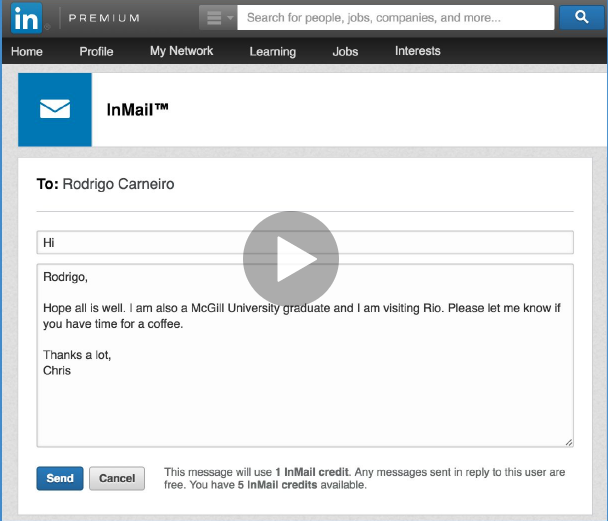 in PREMIUM Search for people, jobs, companies, and more...
Home Profile My Network Learning Jobs Interests
InMail™
To: Rodrigo Carneiro
Hi
Rodrigo,
Hope all is well. I am also a McGill University graduate and I am visiting Rio. Please let me know if
you have time for a coffee.
Thanks a lot,
Chris
Send Cancel This message will use 1 InMail credit. Any messages sent in reply to this user are
free. You have 5 InMail credits available.